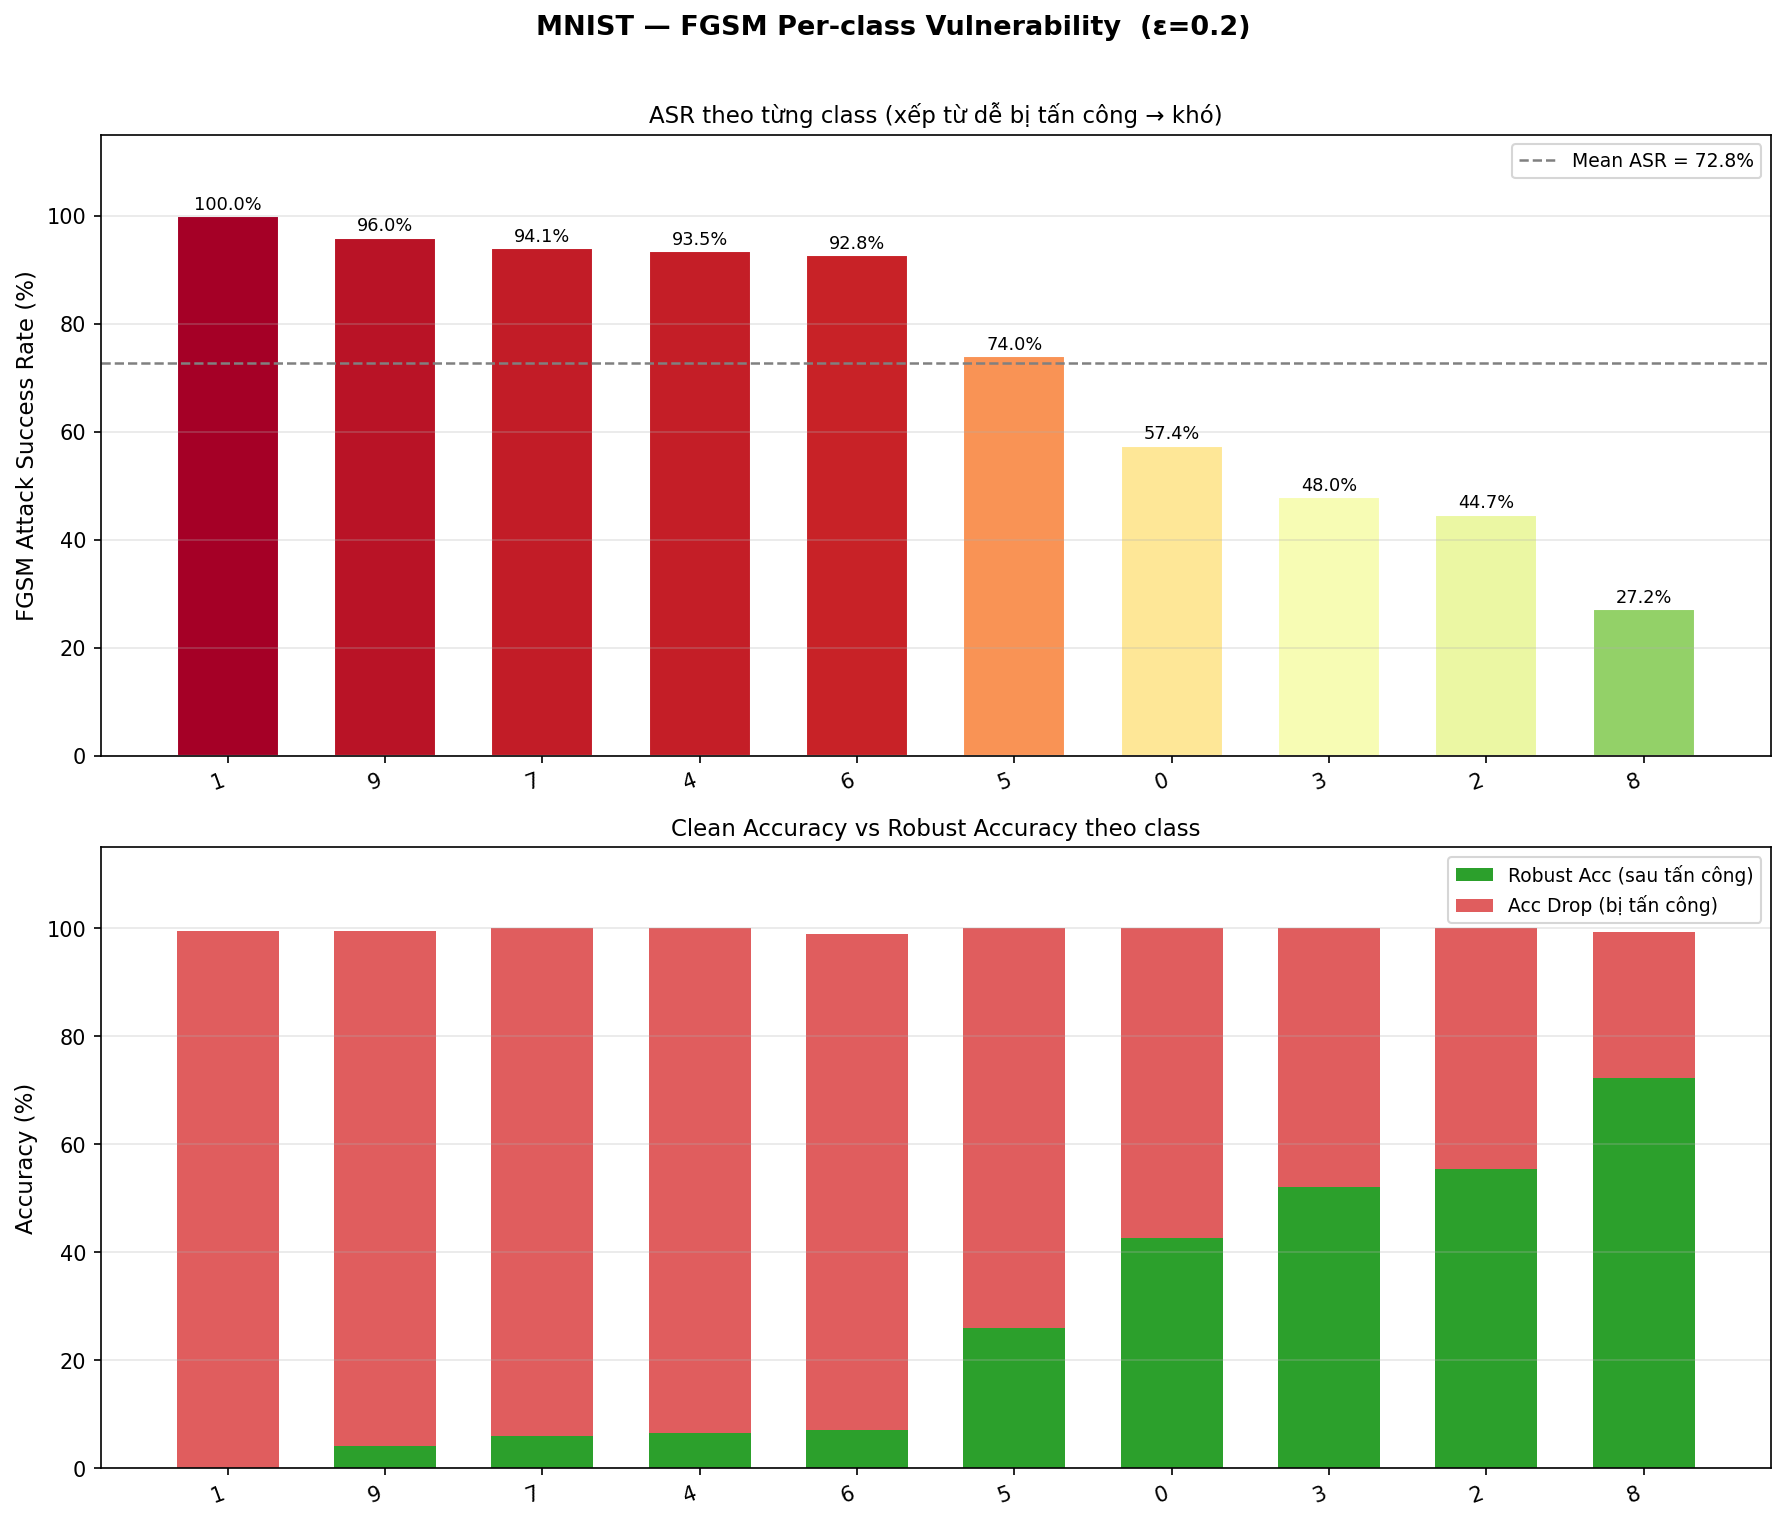 MNIST — FGSM Per-class Vulnerability (ε=0.2)
ASR theo từng class (xếp từ dễ bị tấn công → khó)
Mean ASR = 72.8%
FGSM Attack Success Rate (%)
100
80
60
40
20
0
100.0%
96.0%
94.1%
93.5%
92.8%
74.0%
57.4%
48.0%
44.7%
27.2%
1 9 7 4 6 5 0 3 2 8
Clean Accuracy vs Robust Accuracy theo class
Robust Acc (sau tấn công)
Acc Drop (bị tấn công)
Accuracy (%)
100
80
60
40
20
0
1 9 7 4 6 5 0 3 2 8